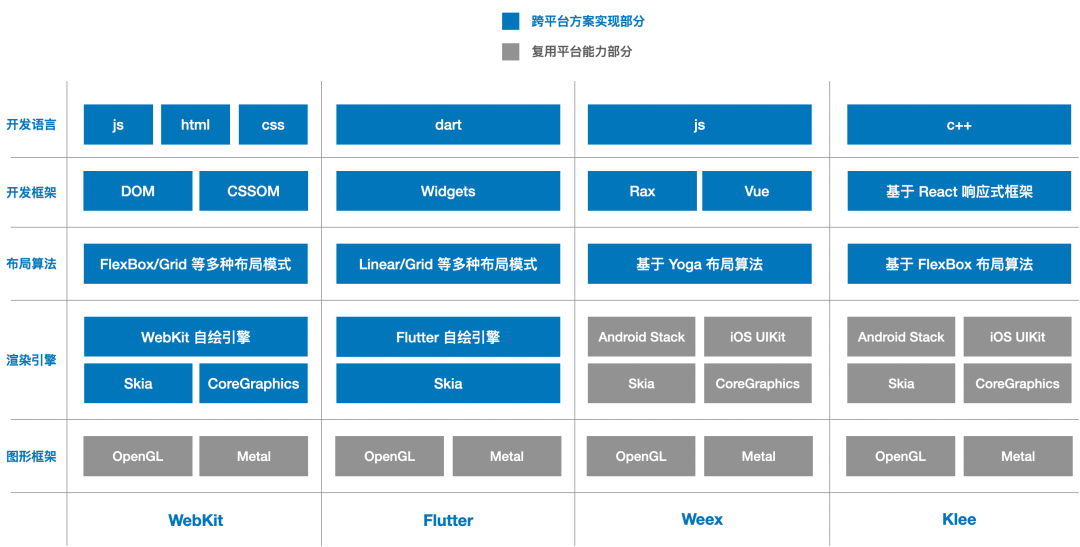 跨平台方案实现部分
复用平台能力部分
开发语言 js html css dart js c++
开发框架 DOM CSSOM Widgets Rax Vue 基于 React 响应式框架
布局算法 FlexBox/Grid 等多种布局模式 Linear/Grid 等多种布局模式 基于 Yoga 布局算法 基于 FlexBox 布局算法
WebKit 自绘引擎 Flutter 自绘引擎 Android Stack iOS UIKit Android Stack iOS UIKit
渲染引擎
Skia CoreGraphics Skia Skia CoreGraphics Skia CoreGraphics
图形框架 OpenGL Metal OpenGL Metal OpenGL Metal OpenGL Metal
WebKit Flutter Weex Klee